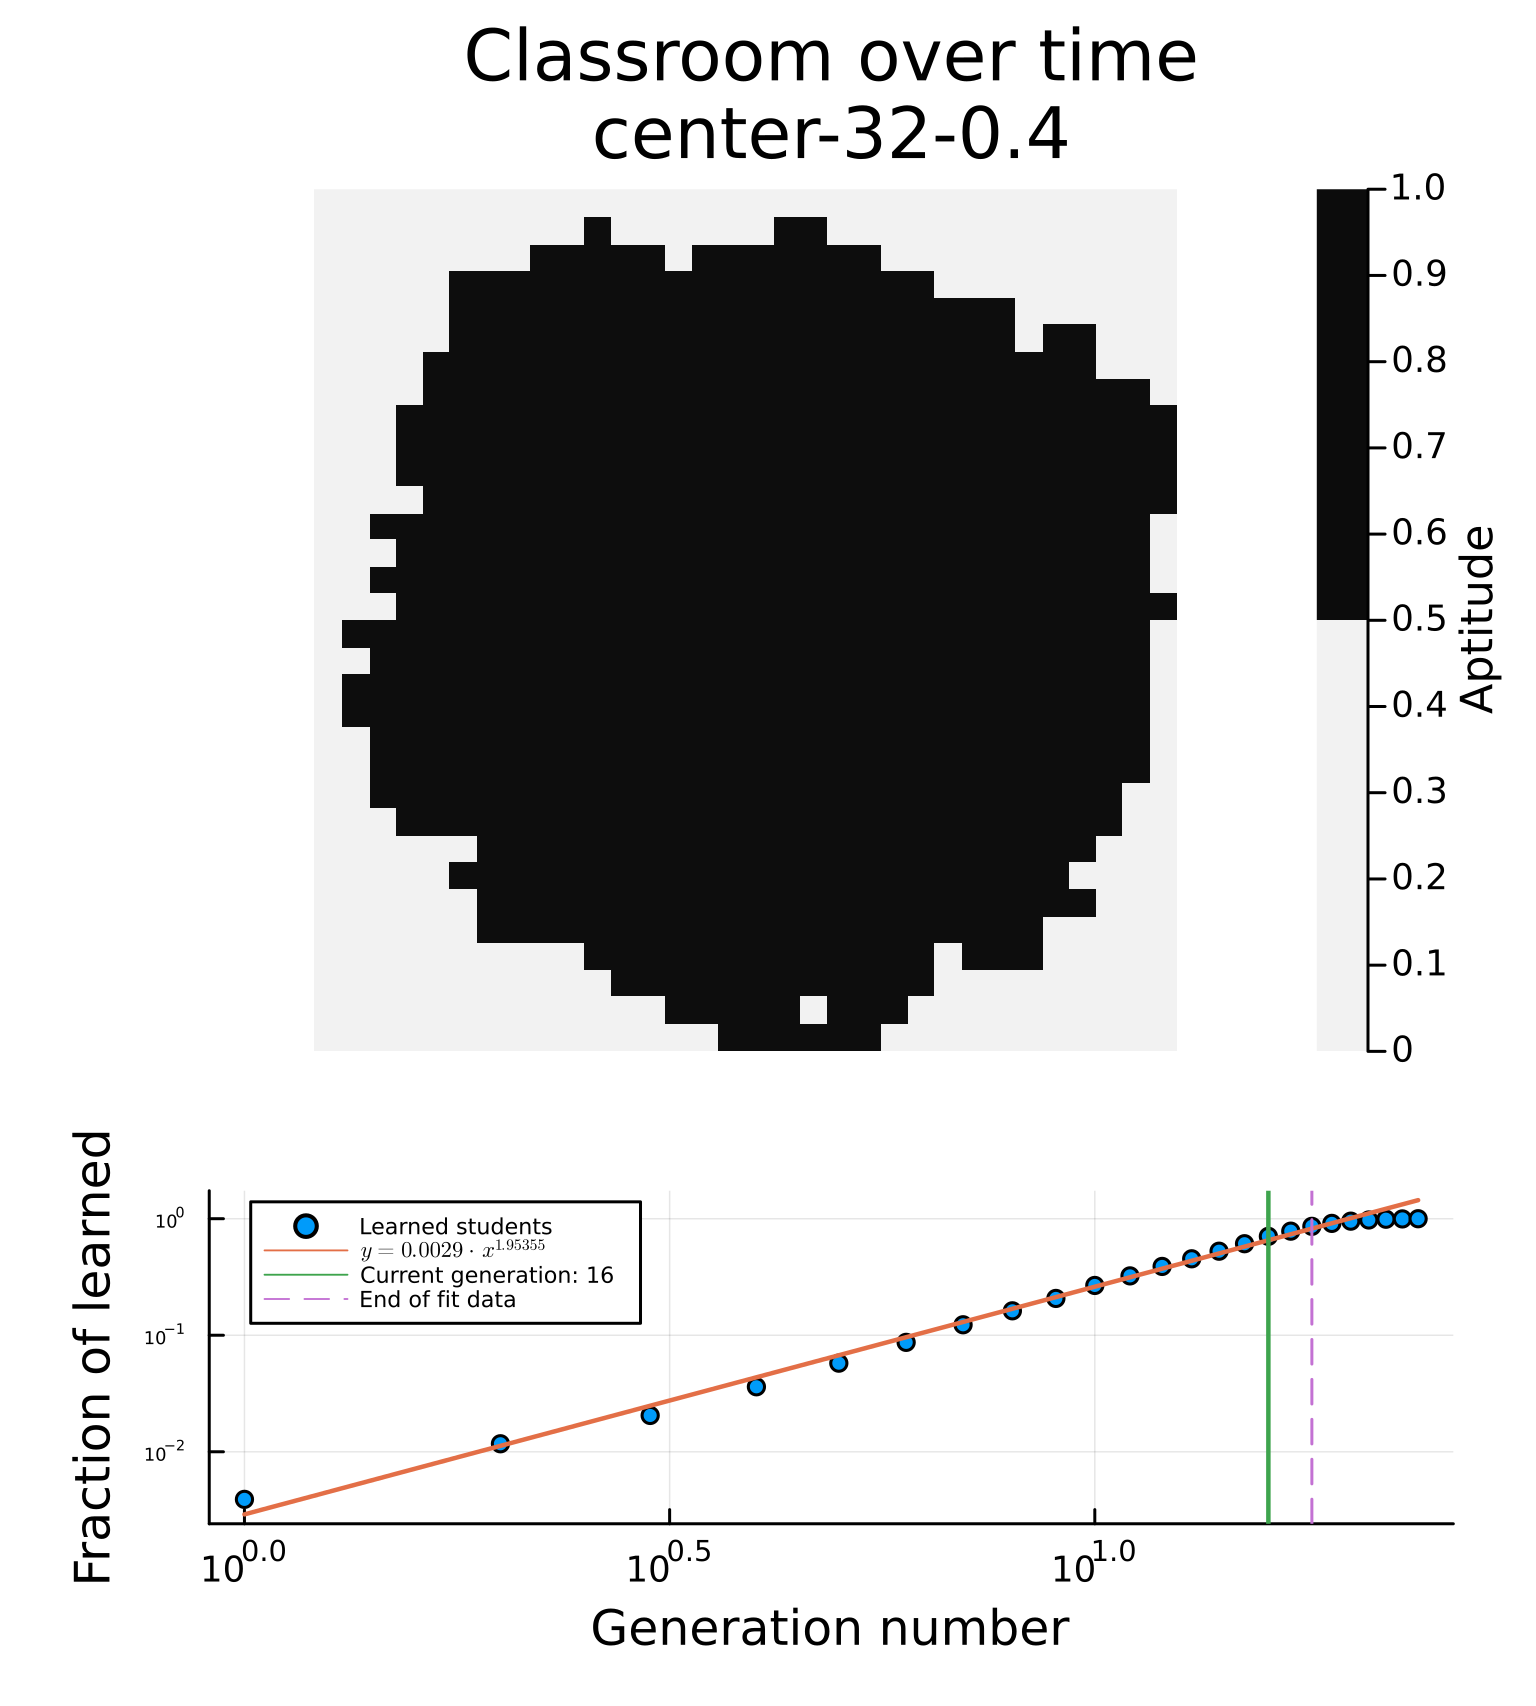 Classroom over time
center-32-0.4
1.0
0.9
0.8
0.7
0.6
0.5
0.4
0.3
0.2
0.1
0
Aptitude
Fraction of learned
10⁰
10⁻¹
10⁻²
Learned students
y = 0.0029 · x^1.95355
Current generation: 16
End of fit data
10^0.0
10^0.5
10^1.0
Generation number